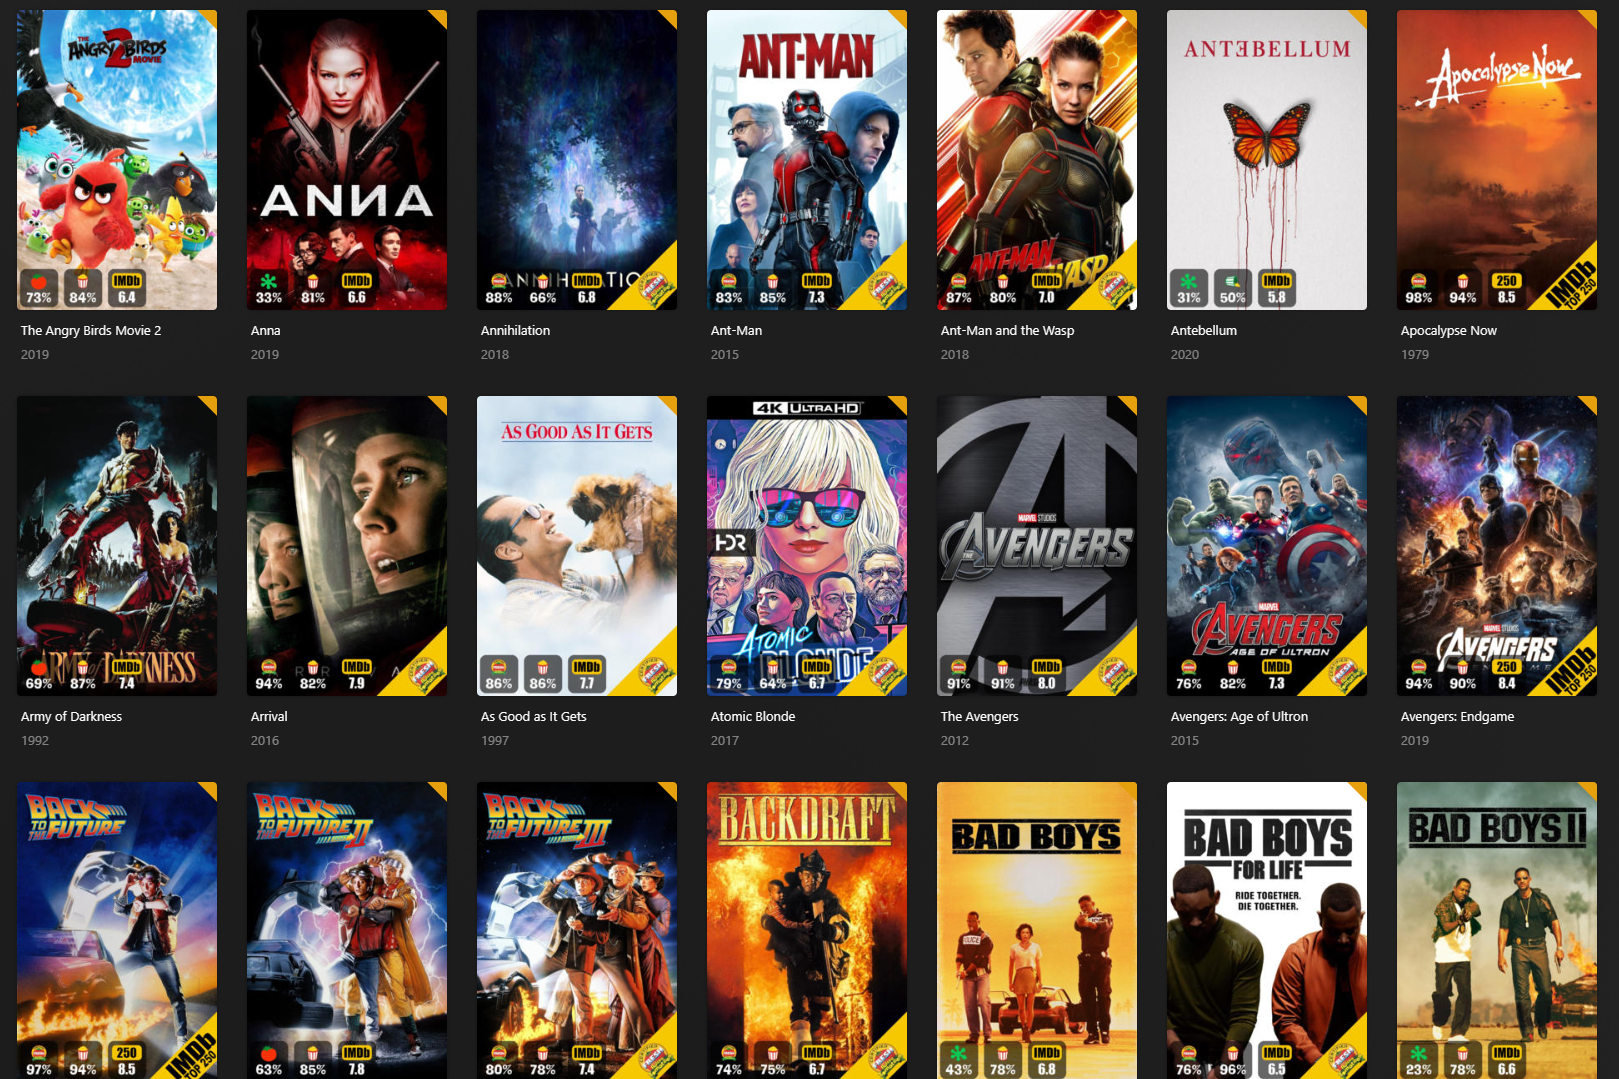 THE
ANGRY BIRDS
2
MOVIE
73% 84% IMDb 6.4
The Angry Birds Movie 2
2019
ANNA
33% 81% IMDb 6.6
Anna
2019
ANNIHILATIO
88% 66% IMDb 6.8
Annihilation
2018
ANT-MAN
83% 85% IMDb 7.3
Ant-Man
2015
ANT-MAN
WASP
87% 80% IMDb 7.0
Ant-Man and the Wasp
2018
ANTEBELLUM
31% 50% IMDb 5.8
Antebellum
2020
Apocalypse Now
98% 94% 250 8.5
IMDb
TOP 250
Apocalypse Now
1979
ARMY OF DARKNESS
69% 87% IMDb 7.4
Army of Darkness
1992
94% 82% IMDb 7.9
Arrival
2016
AS GOOD AS IT GETS
86% 86% IMDb 7.7
As Good as It Gets
1997
4K ULTRA HD
HDR
ATOMIC
BLONDE
79% 64% IMDb 6.7
Atomic Blonde
2017
MARVEL STUDIOS
THE AVENGERS
91% 91% IMDb 8.0
The Avengers
2012
MARVEL
AVENGERS
AGE OF ULTRON
76% 82% IMDb 7.3
Avengers: Age of Ultron
2015
MARVEL STUDIOS
AVENGERS
94% 90% 250 8.4
IMDb
TOP 250
Avengers: Endgame
2019
BACK
TO THE FUTURE
97% 94% 250 8.5
IMDb
TOP 250
BACK
TO THE FUTURE II
63% 85% IMDb 7.8
BACK
TO THE FUTURE III
80% 78% IMDb 7.4
BACKDRAFT
74% 75% IMDb 6.7
BAD BOYS
POLICE
43% 78% IMDb 6.8
BAD BOYS
FOR LIFE
RIDE TOGETHER.
DIE TOGETHER.
76% 96% IMDb 6.5
BAD BOYS II
23% 78% IMDb 6.6